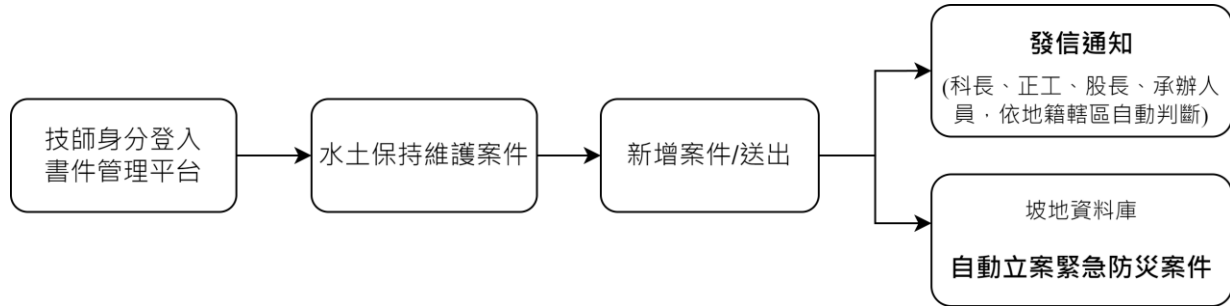 技師身分登入
書件管理平台
水土保持維護案件
新增案件/送出
發信通知
(科長、正工、股長、承辦人
員，依地籍轄區自動判斷)
坡地資料庫
自動立案緊急防災案件